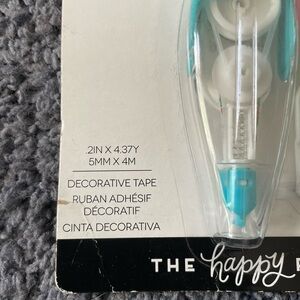 .2IN X 4.37Y
5MM X 4M
DECORATIVE TAPE
RUBAN ADHÉSIF
DÉCORATIF
CINTA DECORATIVA
THE happy